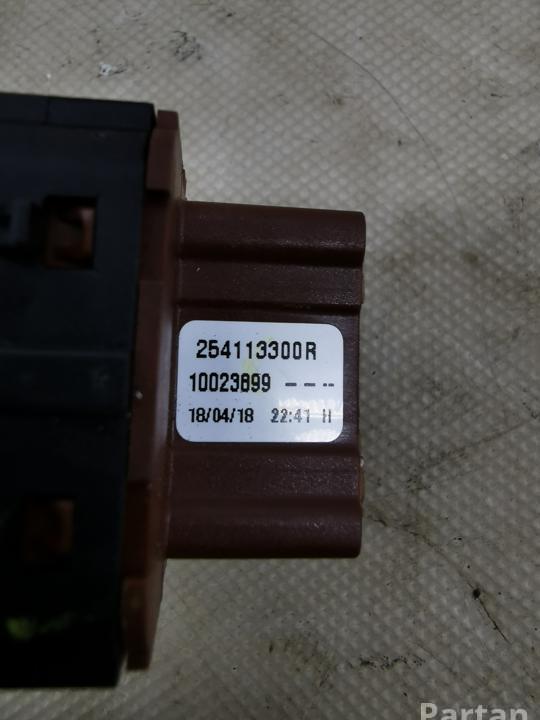 254113300R
10023899 ---
18/04/18 22:41 H
Partan